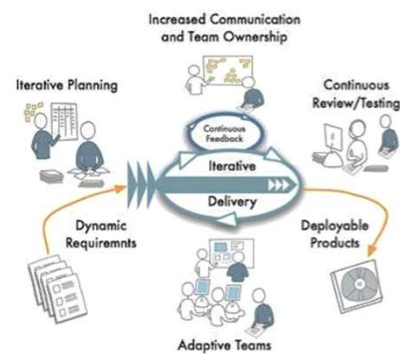 Increased Communication
and Team Ownership
Iterative Planning
Continuous
Review/Testing
Continuous
Feedback
Iterative
Delivery
Dynamic
Requiremnts
Deployable
Products
Adaptive Teams